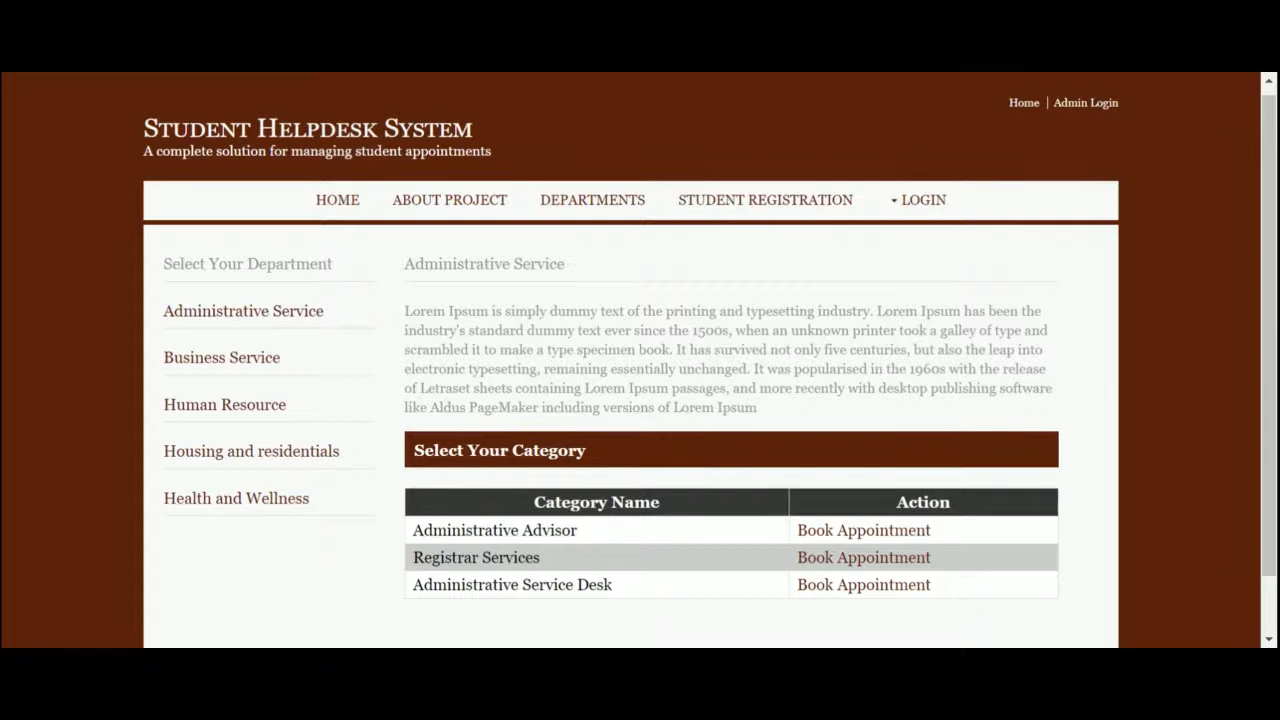 Home | Admin Login
STUDENT HELPDESK SYSTEM
A complete solution for managing student appointments
HOME ABOUT PROJECT DEPARTMENTS STUDENT REGISTRATION LOGIN
Select Your Department
Administrative Service
Business Service
Human Resource
Housing and residentials
Health and Wellness
Administrative Service
Lorem Ipsum is simply dummy text of the printing and typesetting industry. Lorem Ipsum has been the
industry's standard dummy text ever since the 1500s, when an unknown printer took a galley of type and
scrambled it to make a type specimen book. It has survived not only five centuries, but also the leap into
electronic typesetting, remaining essentially unchanged. It was popularised in the 1960s with the release
of Letraset sheets containing Lorem Ipsum passages, and more recently with desktop publishing software
like Aldus PageMaker including versions of Lorem Ipsum
Select Your Category
Category Name Action
Administrative Advisor Book Appointment
Registrar Services Book Appointment
Administrative Service Desk Book Appointment